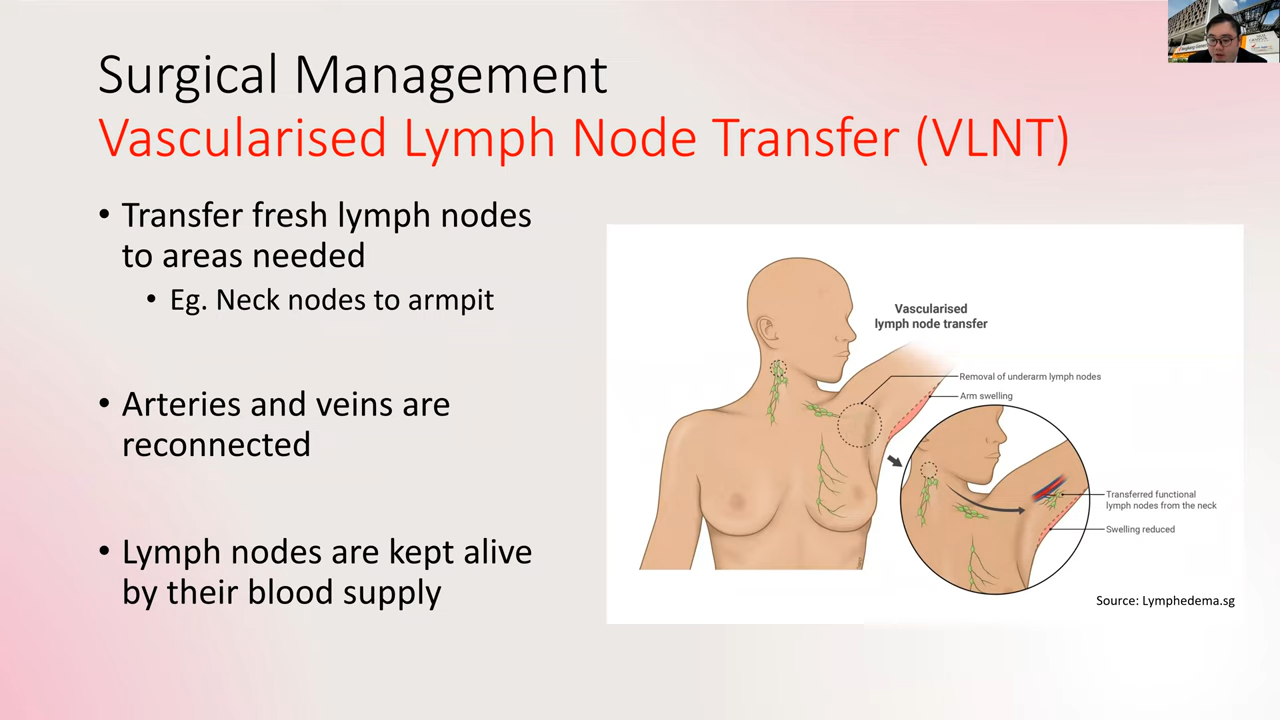 Surgical Management
Vascularised Lymph Node Transfer (VLNT)
• Transfer fresh lymph nodes
to areas needed
• Eg. Neck nodes to armpit
• Arteries and veins are
reconnected
• Lymph nodes are kept alive
by their blood supply
Vascularised
lymph node transfer
Removal of underarm lymph nodes
Arm swelling
Transferred functional
lymph nodes from the neck
Swelling reduced
Source: Lymphedema.sg